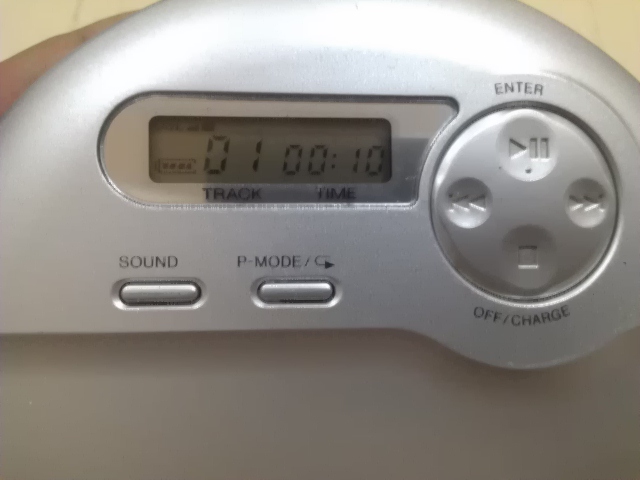 ENTER
01 00:10
TRACK TIME
SOUND P-MODE/
OFF/CHARGE